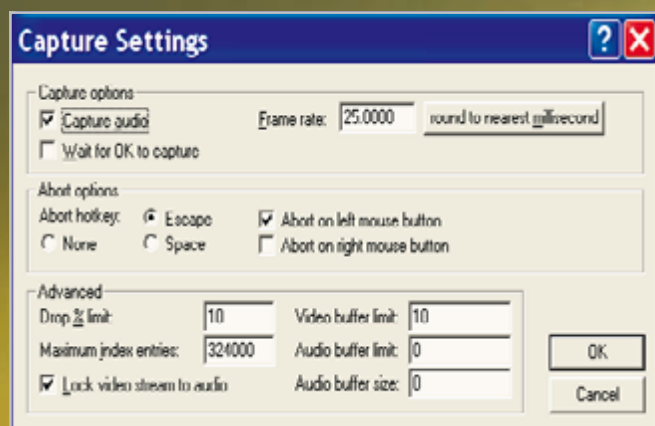 Capture Settings
Capture options
Capture audio
Frame rate: 25.0000 round to nearest millisecond
Wait for OK to capture
Abort options
Abort hotkey: Escape Abort on left mouse button
None Space Abort on right mouse button
Advanced
Drop % limit: 10 Video buffer limit: 10
Maximum index entries: 324000 Audio buffer limit: 0
OK
Lock video stream to audio Audio buffer size: 0
Cancel